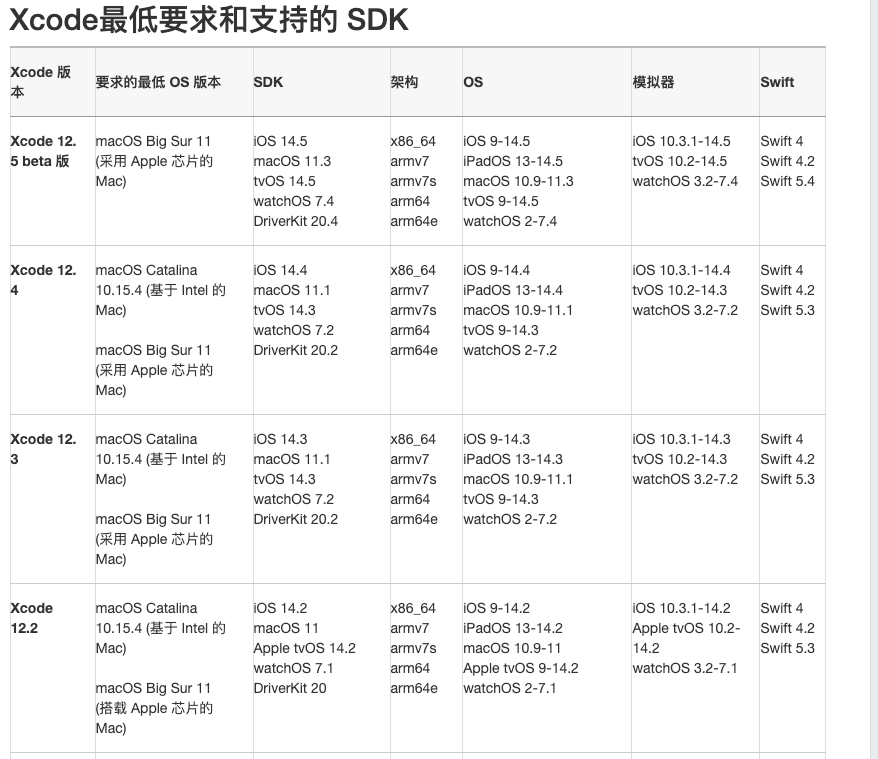 Xcode最低要求和支持的 SDK
Xcode 版
本
要求的最低 OS 版本
SDK
架构
OS
模拟器
Swift
Xcode 12.
5 beta 版
macOS Big Sur 11
(采用 Apple 芯片的
Mac)
iOS 14.5
macOS 11.3
tvOS 14.5
watchOS 7.4
DriverKit 20.4
x86_64
armv7
armv7s
arm64
arm64e
iOS 9-14.5
iPadOS 13-14.5
macOS 10.9-11.3
tvOS 9-14.5
watchOS 2-7.4
iOS 10.3.1-14.5
tvOS 10.2-14.5
watchOS 3.2-7.4
Swift 4
Swift 4.2
Swift 5.4
Xcode 12.
4
macOS Catalina
10.15.4 (基于 Intel 的
Mac)
macOS Big Sur 11
(采用 Apple 芯片的
Mac)
iOS 14.4
macOS 11.1
tvOS 14.3
watchOS 7.2
DriverKit 20.2
x86_64
armv7
armv7s
arm64
arm64e
iOS 9-14.4
iPadOS 13-14.4
macOS 10.9-11.1
tvOS 9-14.3
watchOS 2-7.2
iOS 10.3.1-14.4
tvOS 10.2-14.3
watchOS 3.2-7.2
Swift 4
Swift 4.2
Swift 5.3
Xcode 12.
3
macOS Catalina
10.15.4 (基于 Intel 的
Mac)
macOS Big Sur 11
(采用 Apple 芯片的
Mac)
iOS 14.3
macOS 11.1
tvOS 14.3
watchOS 7.2
DriverKit 20.2
x86_64
armv7
armv7s
arm64
arm64e
iOS 9-14.3
iPadOS 13-14.3
macOS 10.9-11.1
tvOS 9-14.3
watchOS 2-7.2
iOS 10.3.1-14.3
tvOS 10.2-14.3
watchOS 3.2-7.2
Swift 4
Swift 4.2
Swift 5.3
Xcode
12.2
macOS Catalina
10.15.4 (基于 Intel 的
Mac)
macOS Big Sur 11
(搭载 Apple 芯片的
Mac)
iOS 14.2
macOS 11
Apple tvOS 14.2
watchOS 7.1
DriverKit 20
x86_64
armv7
armv7s
arm64
arm64e
iOS 9-14.2
iPadOS 13-14.2
macOS 10.9-11
Apple tvOS 9-14.2
watchOS 2-7.1
iOS 10.3.1-14.2
Apple tvOS 10.2-
14.2
watchOS 3.2-7.1
Swift 4
Swift 4.2
Swift 5.3